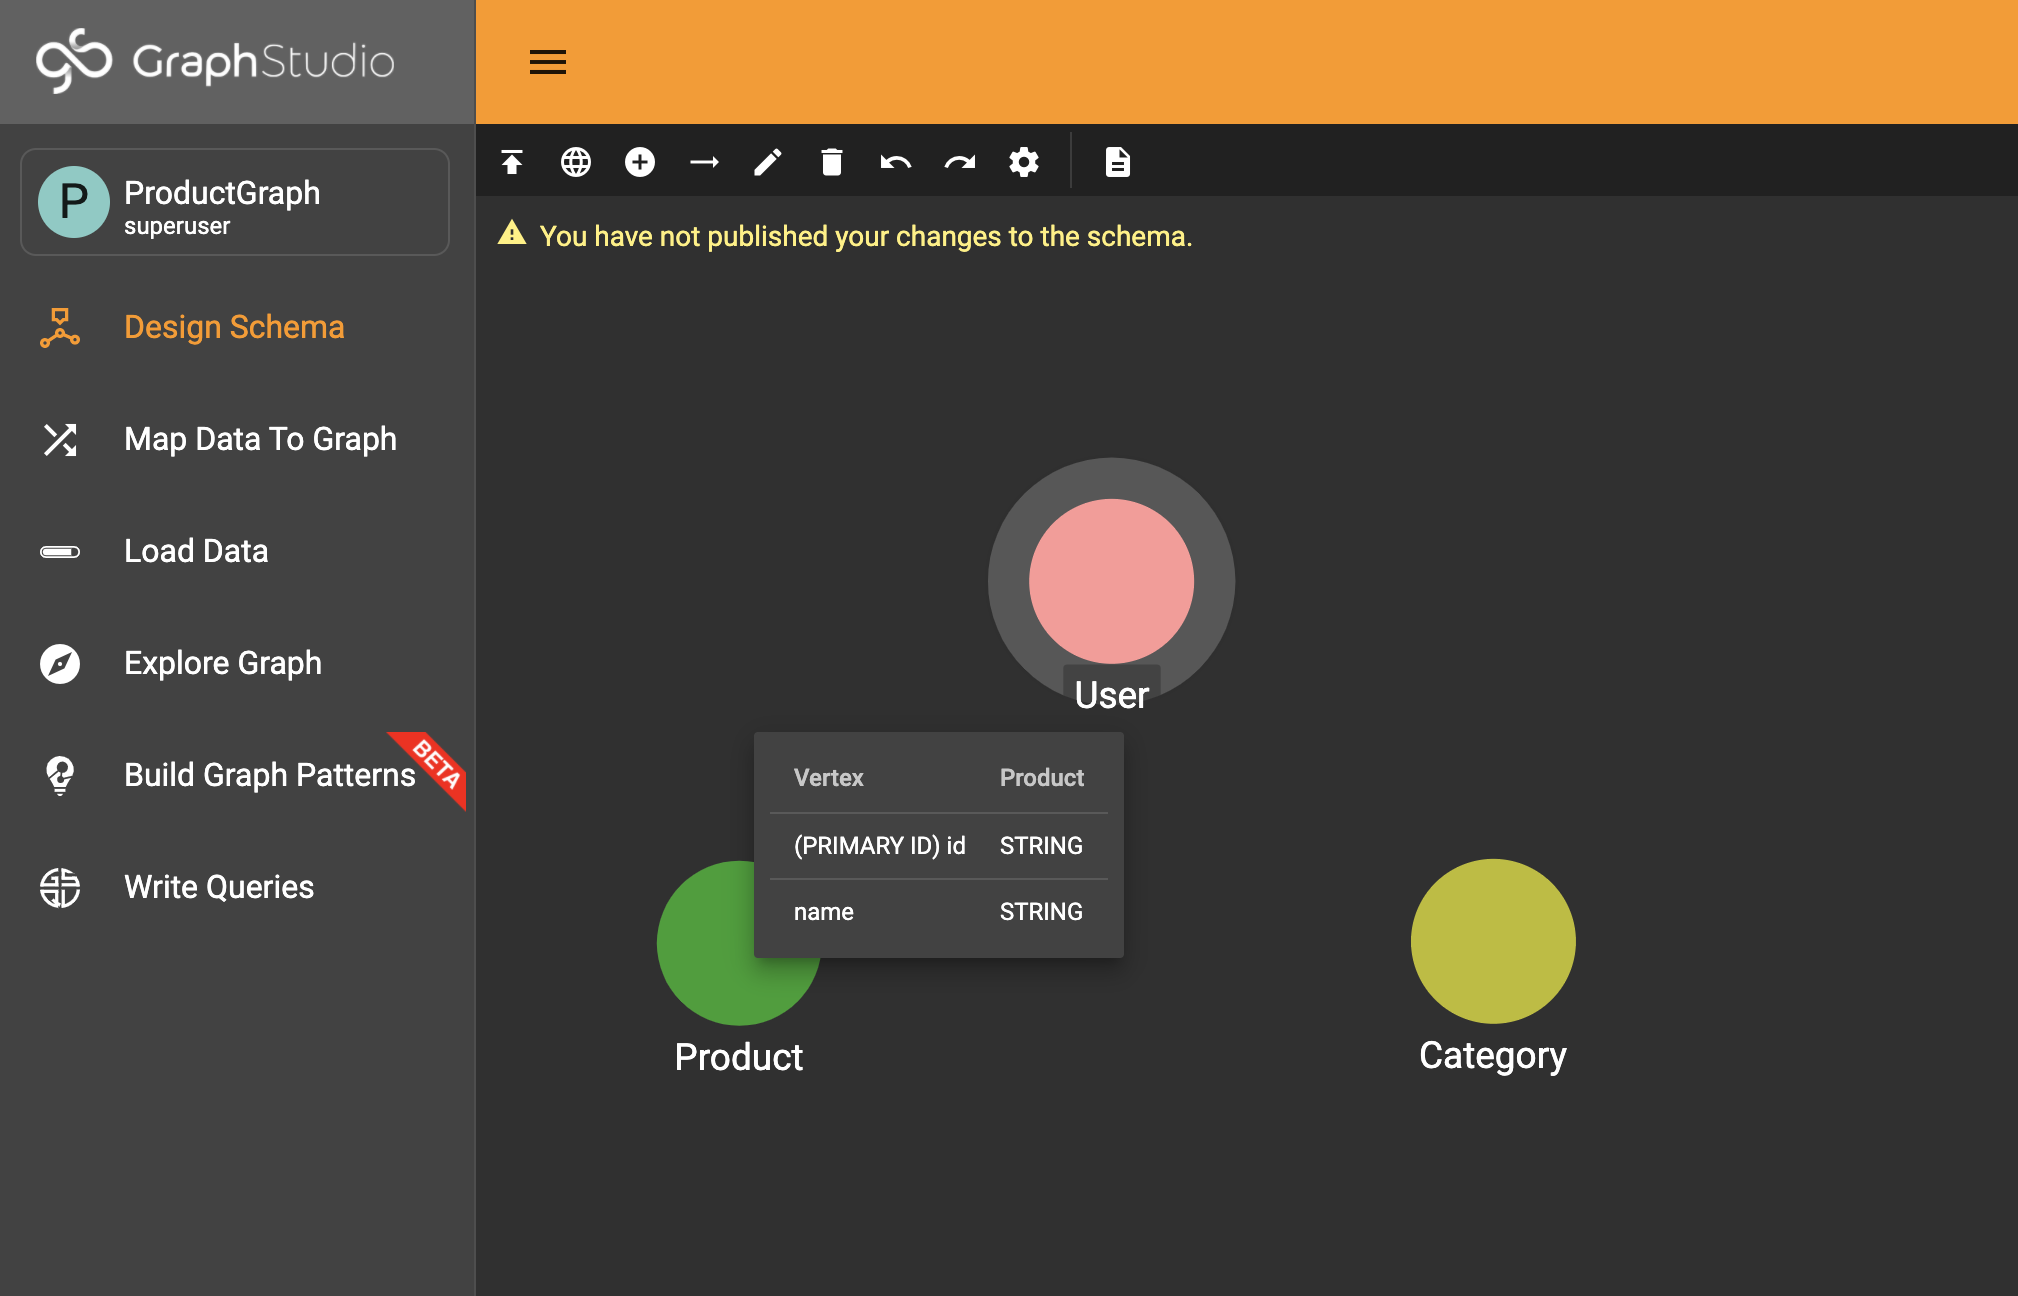 GraphStudio
P
ProductGraph
superuser
Design Schema
Map Data To Graph
Load Data
Explore Graph
Build Graph Patterns
BETA
Write Queries
You have not published your changes to the schema.
User
Vertex Product
(PRIMARY ID) id STRING
name STRING
Product
Category